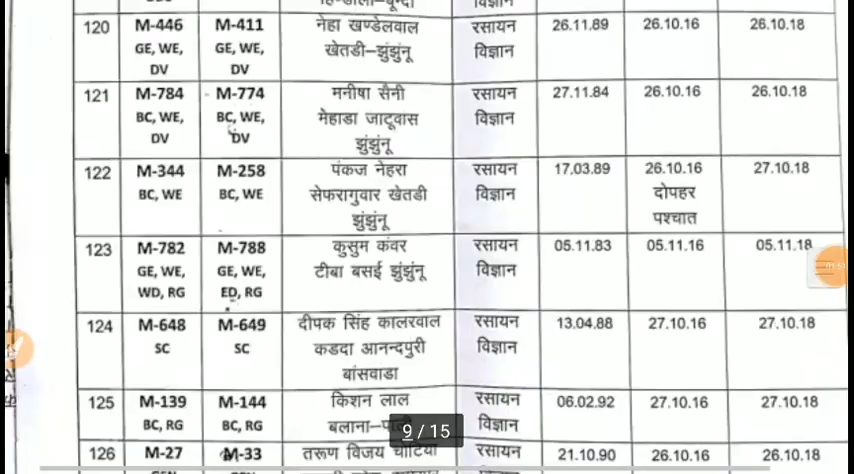 हिण्डोली–बून्दी विज्ञान
120 M-446 M-411 नेहा खण्डेलवाल रसायन 26.11.89 26.10.16 26.10.18
GE, WE, GE, WE, खेतडी–झुंझुंनू विज्ञान
DV DV
121 M-784 M-774 मनीषा सैनी रसायन 27.11.84 26.10.16 26.10.18
BC, WE, BC, WE, मेहाडा जाटूवास विज्ञान
DV DV झुंझुंनू
122 M-344 M-258 पंकज नेहरा रसायन 17.03.89 26.10.16 27.10.18
BC, WE BC, WE सेफरागुवार खेतडी विज्ञान दोपहर
झुंझुंनू पश्चात
123 M-782 M-788 कुसुम कंवर रसायन 05.11.83 05.11.16 05.11.18
GE, WE, GE, WE, टीबा बसई झुंझुंनू विज्ञान
WD, RG ED, RG
124 M-648 M-649 दीपक सिंह कालरवाल रसायन 13.04.88 27.10.16 27.10.18
SC SC कडदा आनन्दपुरी विज्ञान
बांसवाडा
125 M-139 M-144 किशन लाल रसायन 06.02.92 27.10.16 27.10.18
BC, RG BC, RG बलाना–पाली विज्ञान
9 / 15
126 M-27 M-33 तरूण विजय चोटिया रसायन 21.10.90 26.10.16 26.10.18